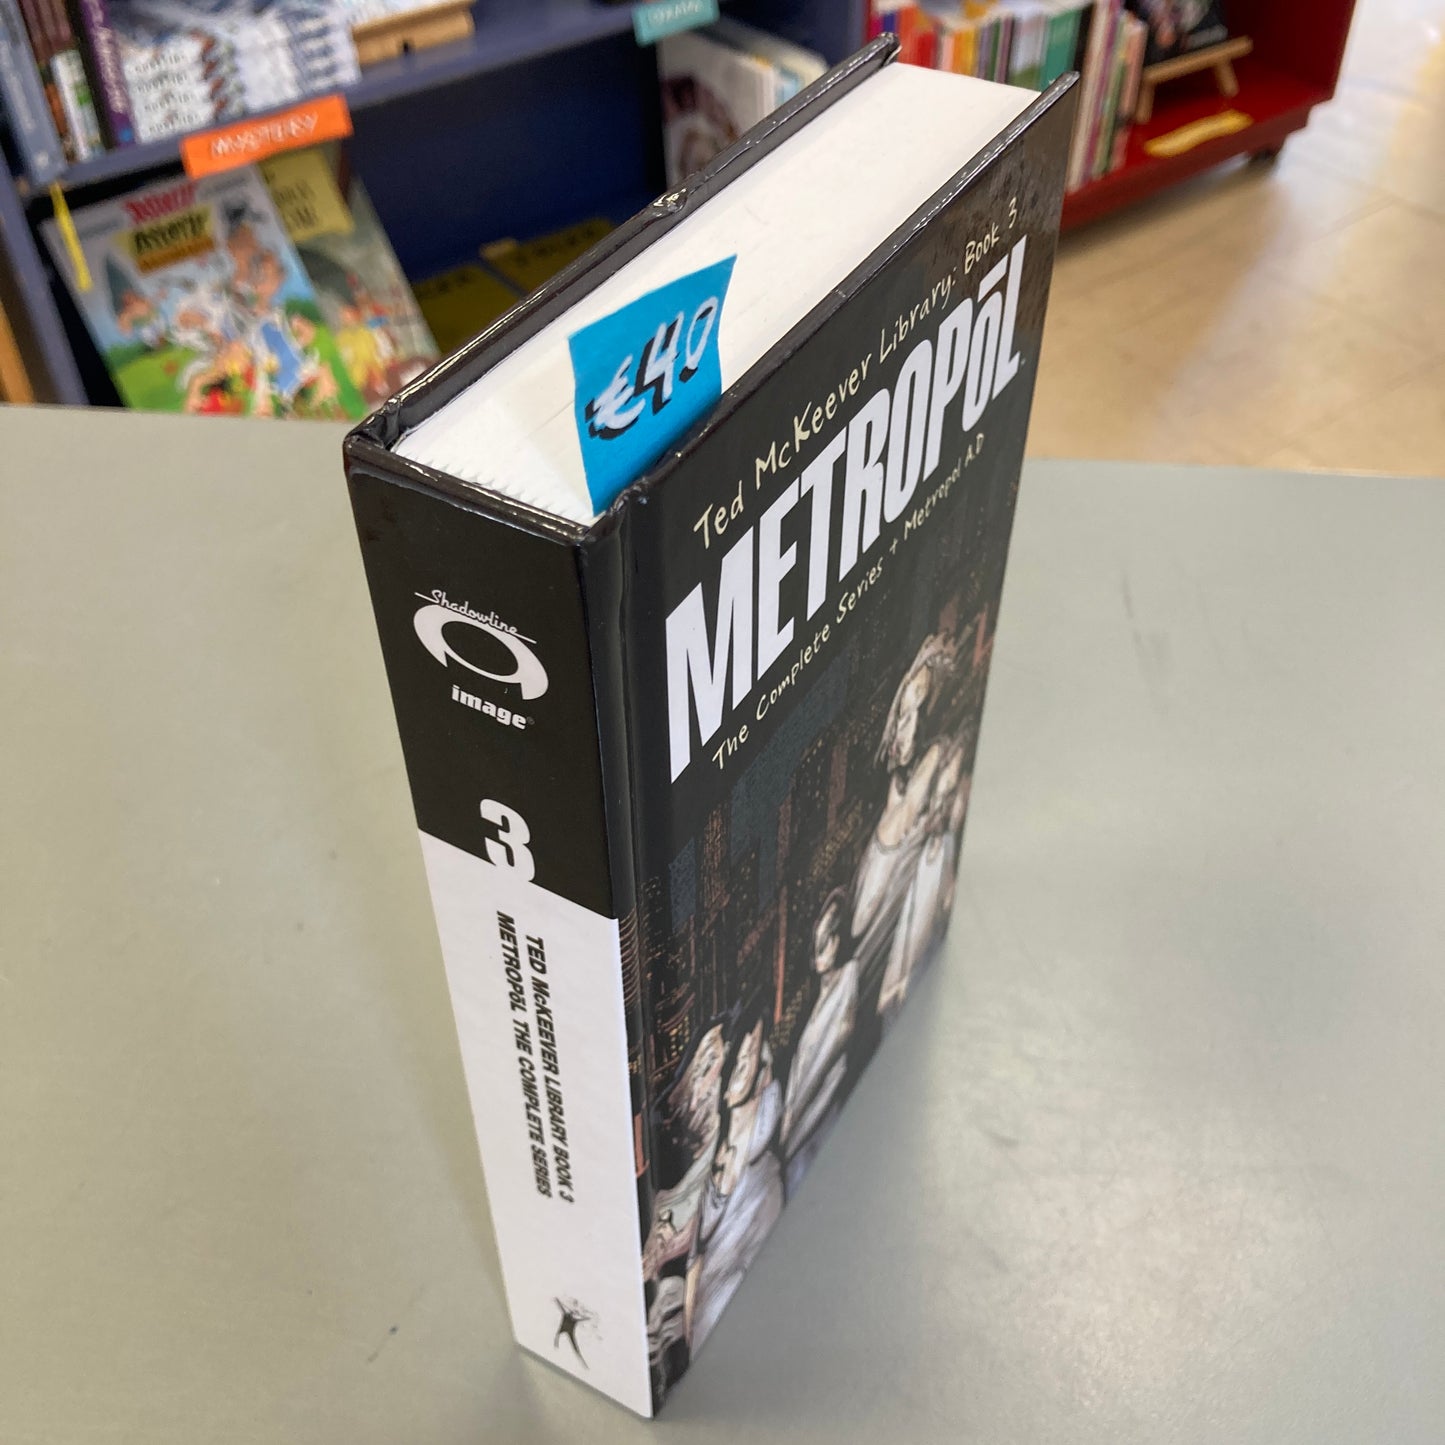 MYSTERY
ASTERIX
€40
Ted McKeever Library: Book 3
METROPōL
The Complete Series + Metropol A.D
Shadowline
image
3
TED McKEEVER LIBRARY BOOK 3
METROPōL THE COMPLETE SERIES